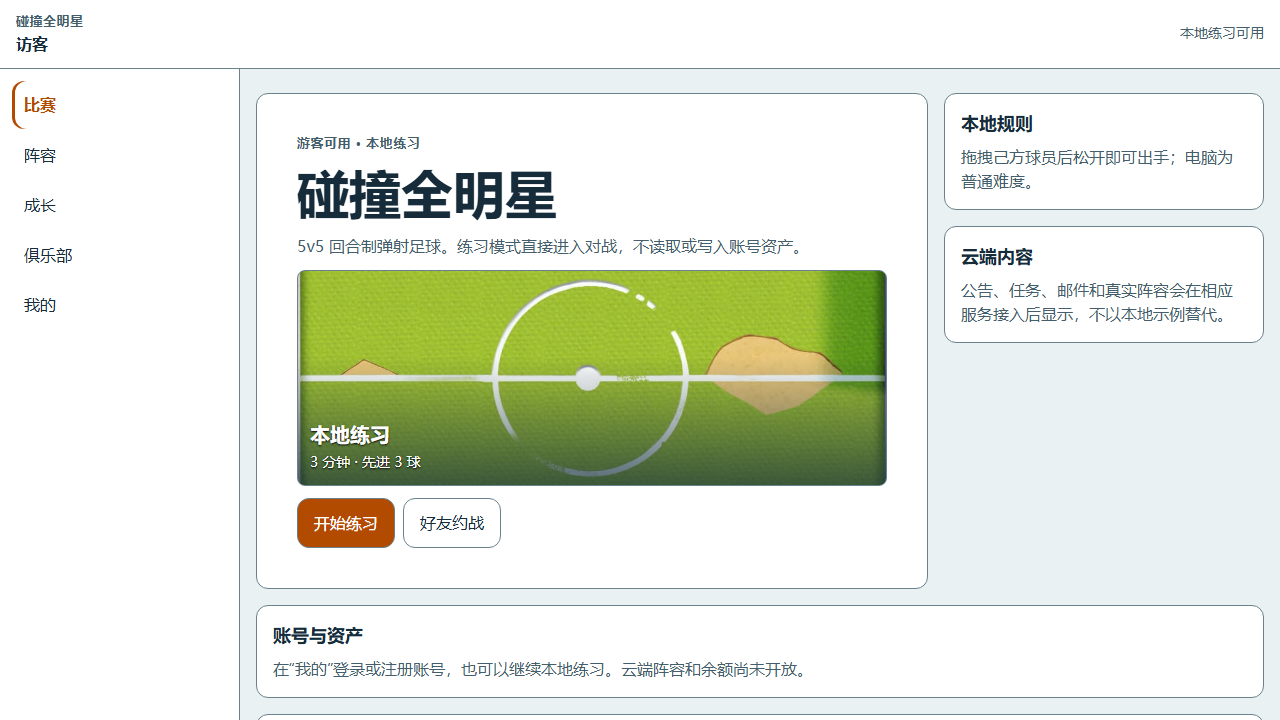 碰撞全明星
访客
本地练习可用
比赛
阵容
成长
俱乐部
我的
游客可用 • 本地练习
碰撞全明星
5v5 回合制弹射足球。练习模式直接进入对战，不读取或写入账号资产。
本地练习
3 分钟 · 先进 3 球
开始练习
好友约战
本地规则
拖拽己方球员后松开即可出手；电脑为
普通难度。
云端内容
公告、任务、邮件和真实阵容会在相应
服务接入后显示，不以本地示例替代。
账号与资产
在“我的”登录或注册账号，也可以继续本地练习。云端阵容和余额尚未开放。